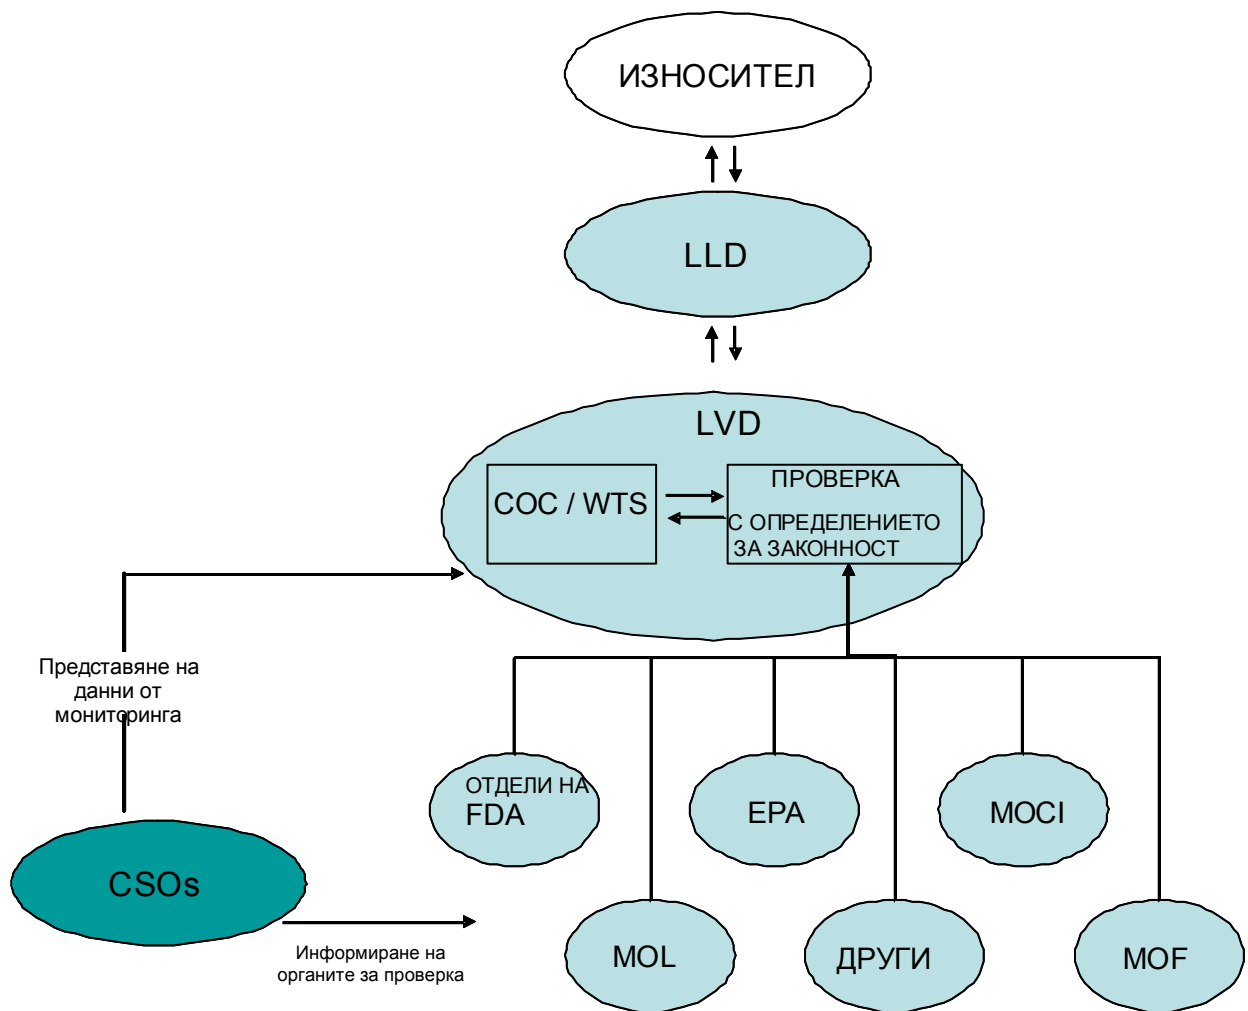 ИЗНОСИТЕЛ
LLD
LVD
COC / WTS
ПРОВЕРКА
С ОПРЕДЕЛЕНИЕТО
ЗА ЗАКОННОСТ
Представяне на
данни от
мониторинга
ОТДЕЛИ НА
FDA
EPA
MOCI
CSOs
Информиране на
органите за проверка
MOL
ДРУГИ
MOF